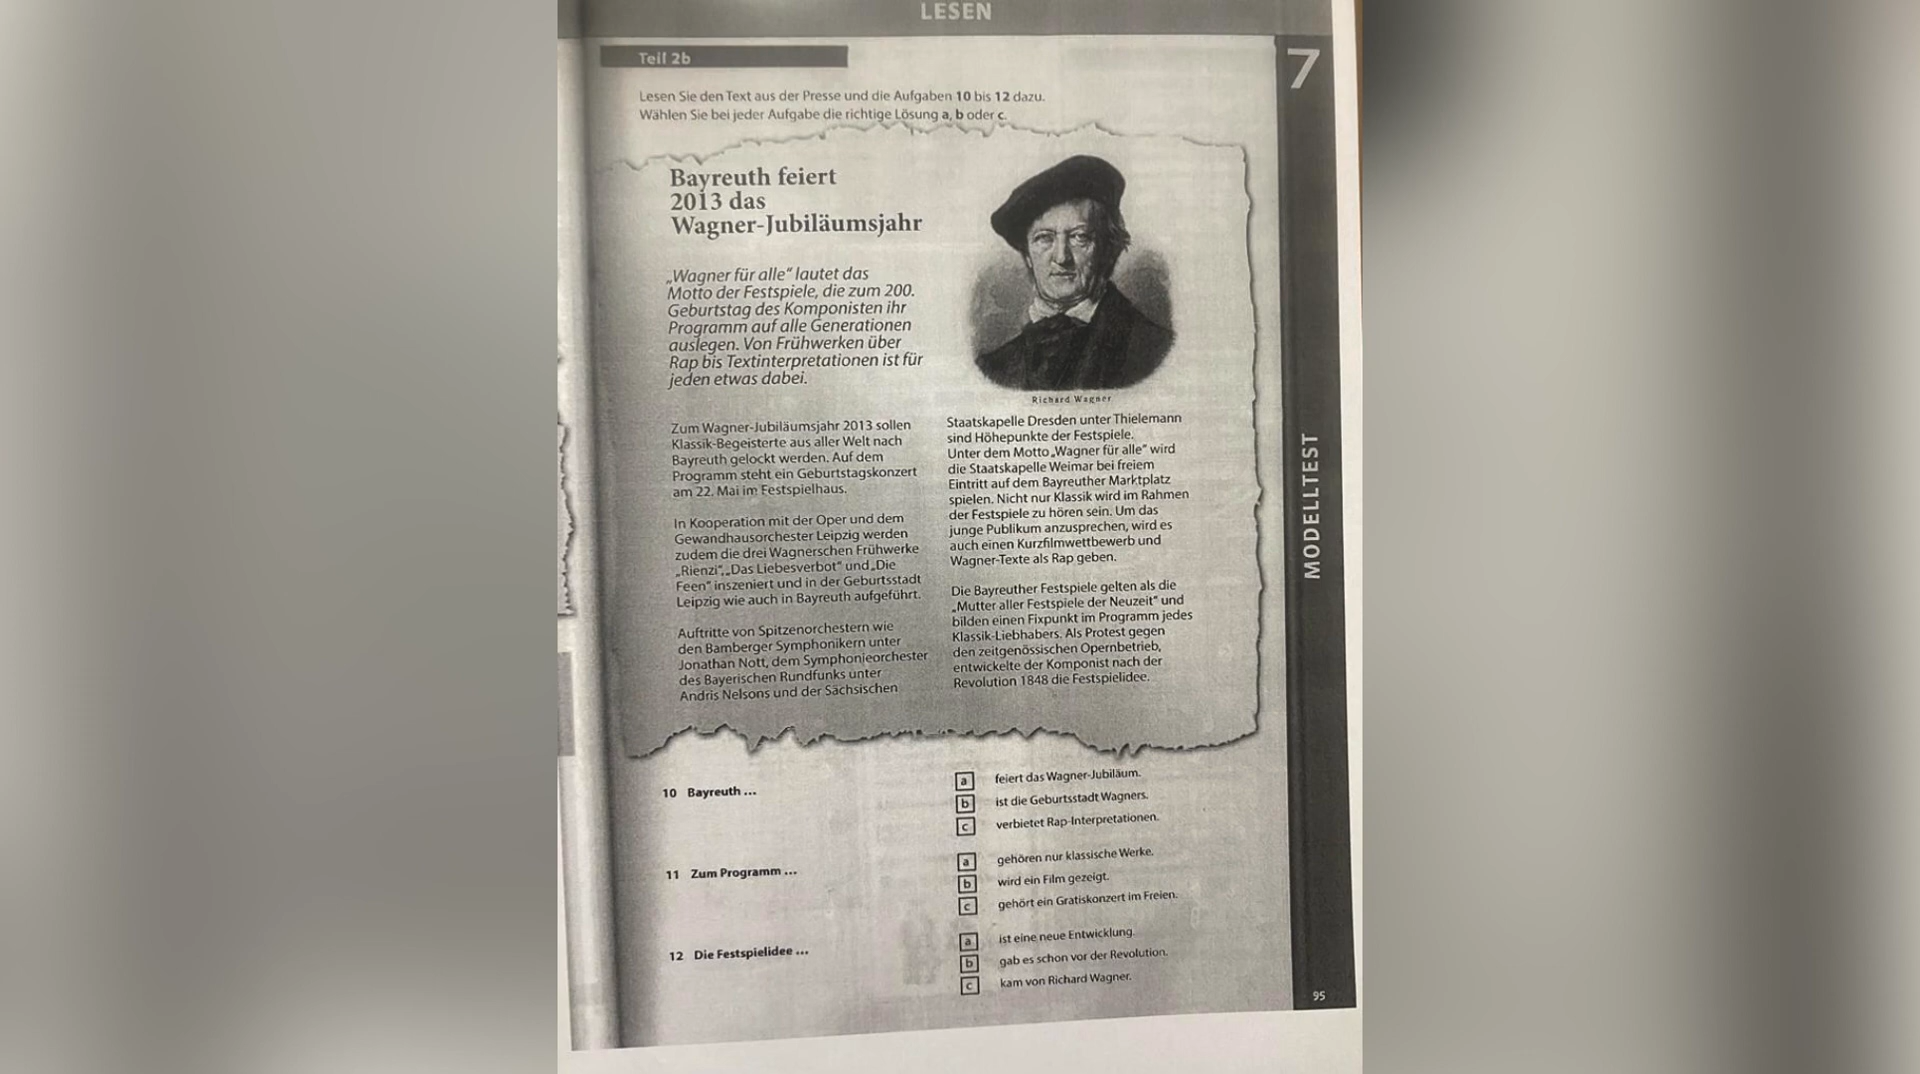 LESEN
Teil 2b
7
Lesen Sie den Text aus der Presse und die Aufgaben 10 bis 12 dazu.
Wählen Sie bei jeder Aufgabe die richtige Lösung a, b oder c.
Bayreuth feiert
2013 das
Wagner-Jubiläumsjahr
„Wagner für alle“ lautet das
Motto der Festspiele, die zum 200.
Geburtstag des Komponisten ihr
Programm auf alle Generationen
auslegen. Von Frühwerken über
Rap bis Textinterpretationen ist für
jeden etwas dabei.
Richard Wagner
Zum Wagner-Jubiläumsjahr 2013 sollen
Klassik-Begeisterte aus aller Welt nach
Bayreuth gelockt werden. Auf dem
Programm steht ein Geburtstagskonzert
am 22. Mai im Festspielhaus.
In Kooperation mit der Oper und dem
Gewandhausorchester Leipzig werden
zudem die drei Wagnerschen Frühwerke
„Rienzi“, „Das Liebesverbot“ und „Die
Feen“ inszeniert und in der Geburtsstadt
Leipzig wie auch in Bayreuth aufgeführt.
Auftritte von Spitzenorchestern wie
den Bamberger Symphonikern unter
Jonathan Nott, dem Symphonieorchester
des Bayerischen Rundfunks unter
Andris Nelsons und der Sächsischen
Staatskapelle Dresden unter Thielemann
sind Höhepunkte der Festspiele.
Unter dem Motto „Wagner für alle“ wird
die Staatskapelle Weimar bei freiem
Eintritt auf dem Bayreuther Marktplatz
spielen. Nicht nur Klassik wird im Rahmen
der Festspiele zu hören sein. Um das
junge Publikum anzusprechen, wird es
auch einen Kurzfilmwettbewerb und
Wagner-Texte als Rap geben.
Die Bayreuther Festspiele gelten als die
„Mutter aller Festspiele der Neuzeit“ und
bilden einen Fixpunkt im Programm jedes
Klassik-Liebhabers. Als Protest gegen
den zeitgenössischen Opernbetrieb,
entwickelte der Komponist nach der
Revolution 1848 die Festspielidee.
MODELLTEST
10 Bayreuth ...
a feiert das Wagner-Jubiläum.
b ist die Geburtsstadt Wagners.
c verbietet Rap-Interpretationen.
11 Zum Programm ...
a gehören nur klassische Werke.
b wird ein Film gezeigt.
c gehört ein Gratiskonzert im Freien.
12 Die Festspielidee ...
a ist eine neue Entwicklung.
b gab es schon vor der Revolution.
c kam von Richard Wagner.
95